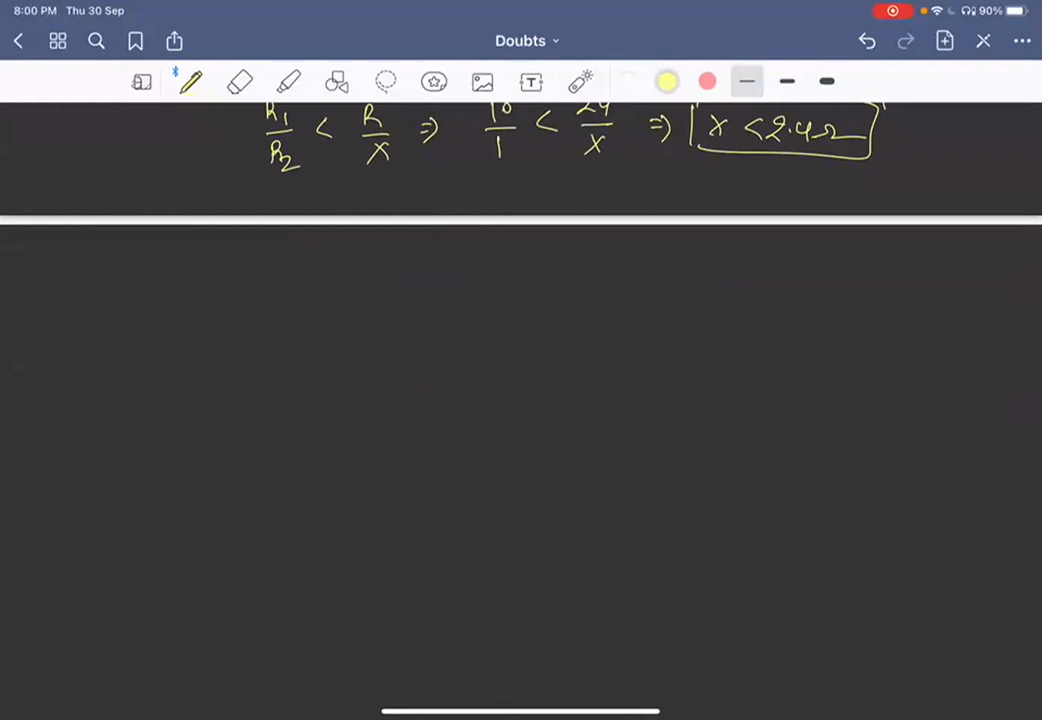 8:00 PM Thu 30 Sep
90%
Doubts
T
R1/R2 < R/X ⇒ 10/1 < 24/X ⇒ X < 2.4Ω